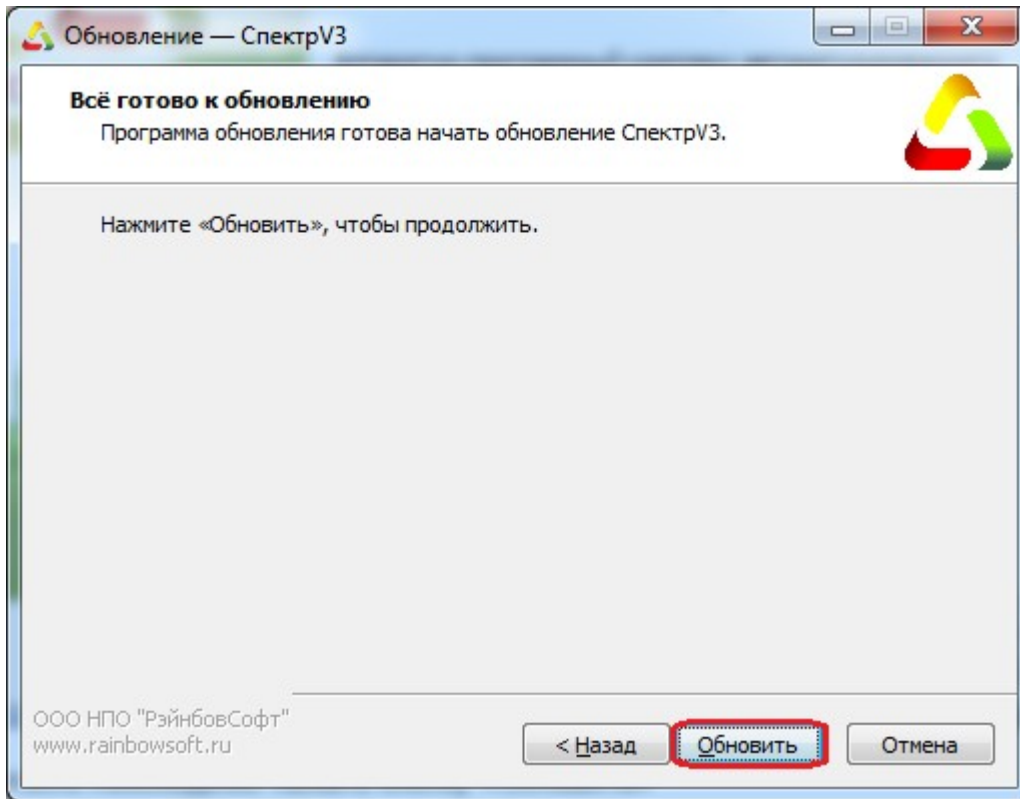 Обновление — СпектрV3
Всё готово к обновлению
Программа обновления готова начать обновление СпектрV3.
Нажмите «Обновить», чтобы продолжить.
ООО НПО "РэйнбовСофт"
www.rainbowsoft.ru
< Назад Обновить Отмена